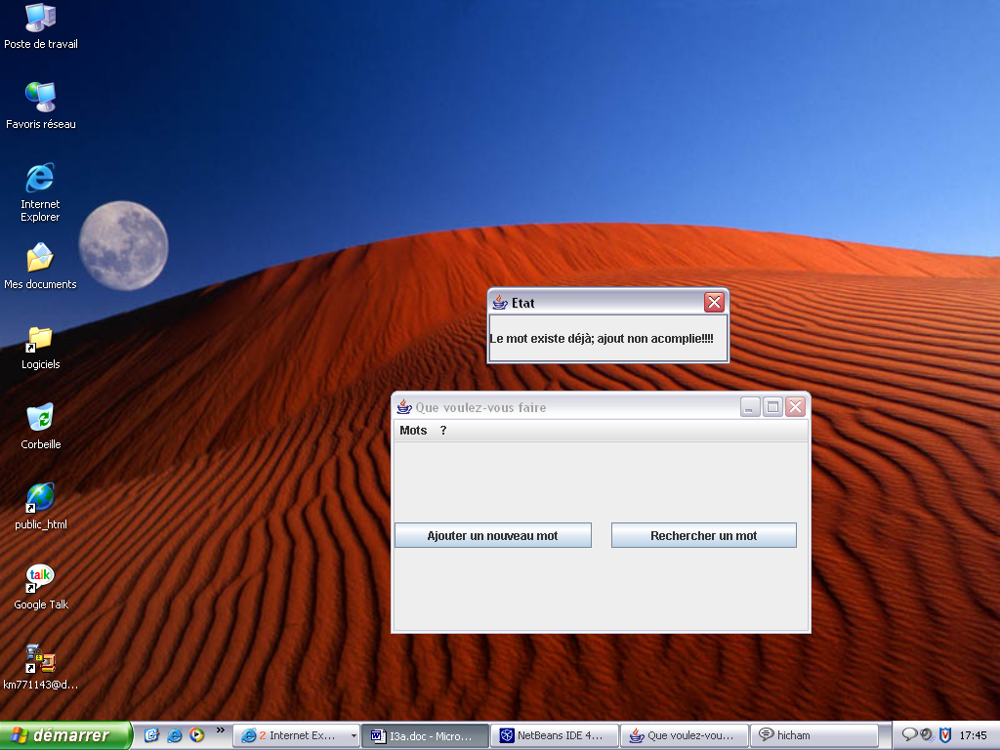 Poste de travail
Favoris réseau
Internet
Explorer
Mes documents
Logiciels
Corbeille
public_html
talk
Google Talk
km771143@d...
Etat
Le mot existe déjà; ajout non acomplie!!!!
Que voulez-vous faire
Mots ?
Ajouter un nouveau mot
Rechercher un mot
démarrer
»
2 Internet Ex...
I3a.doc - Micro...
NetBeans IDE 4...
Que voulez-vou...
hicham
17:45